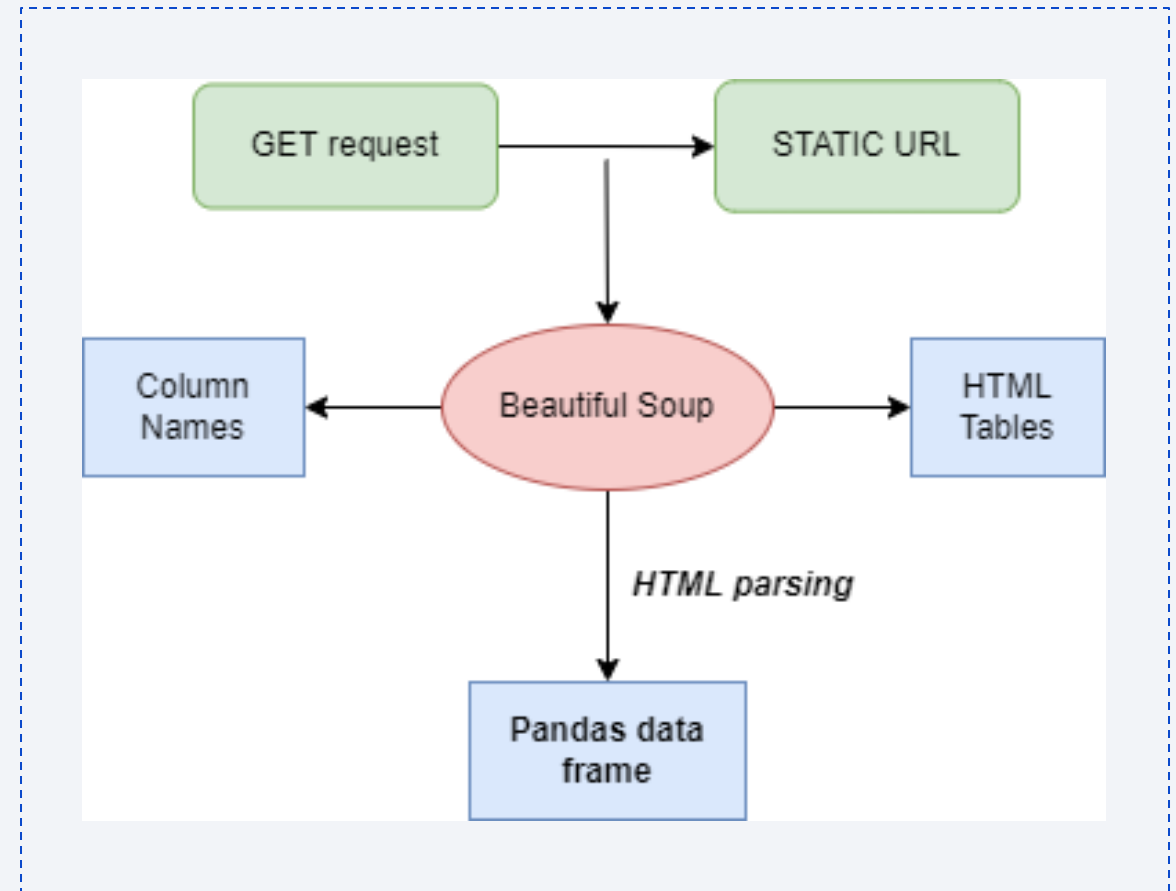 GET request
STATIC URL
Column
Names
Beautiful Soup
HTML
Tables
HTML parsing
Pandas data
frame